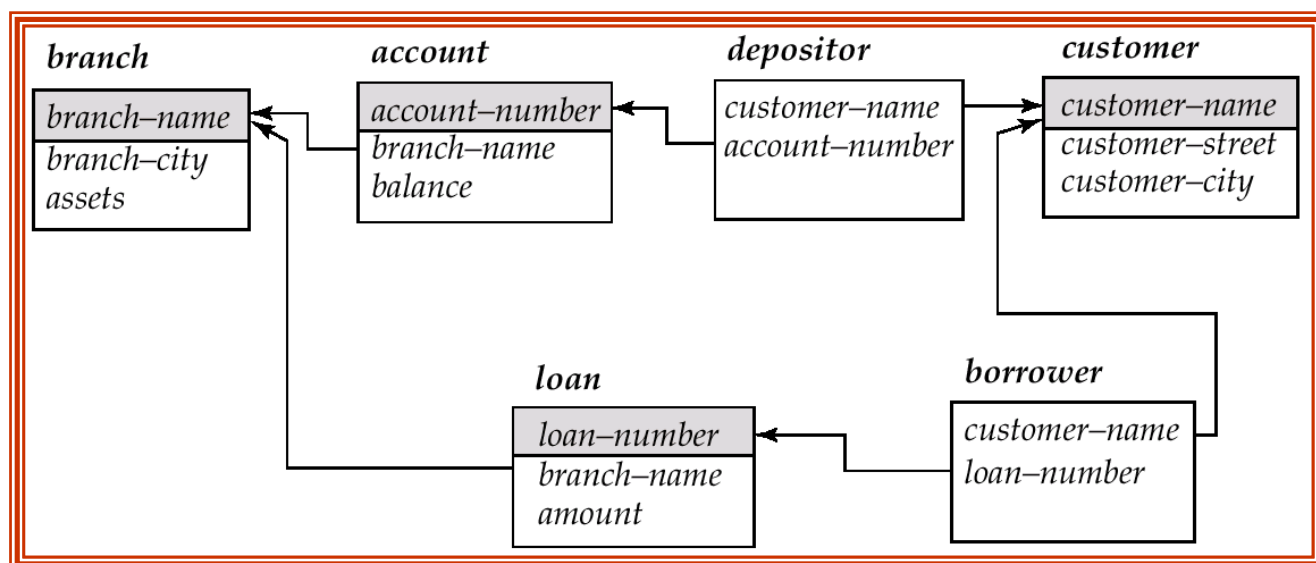 branch
branch–name
branch–city
assets
account
account–number
branch–name
balance
depositor
customer–name
account–number
customer
customer–name
customer–street
customer–city
loan
loan–number
branch–name
amount
borrower
customer–name
loan–number